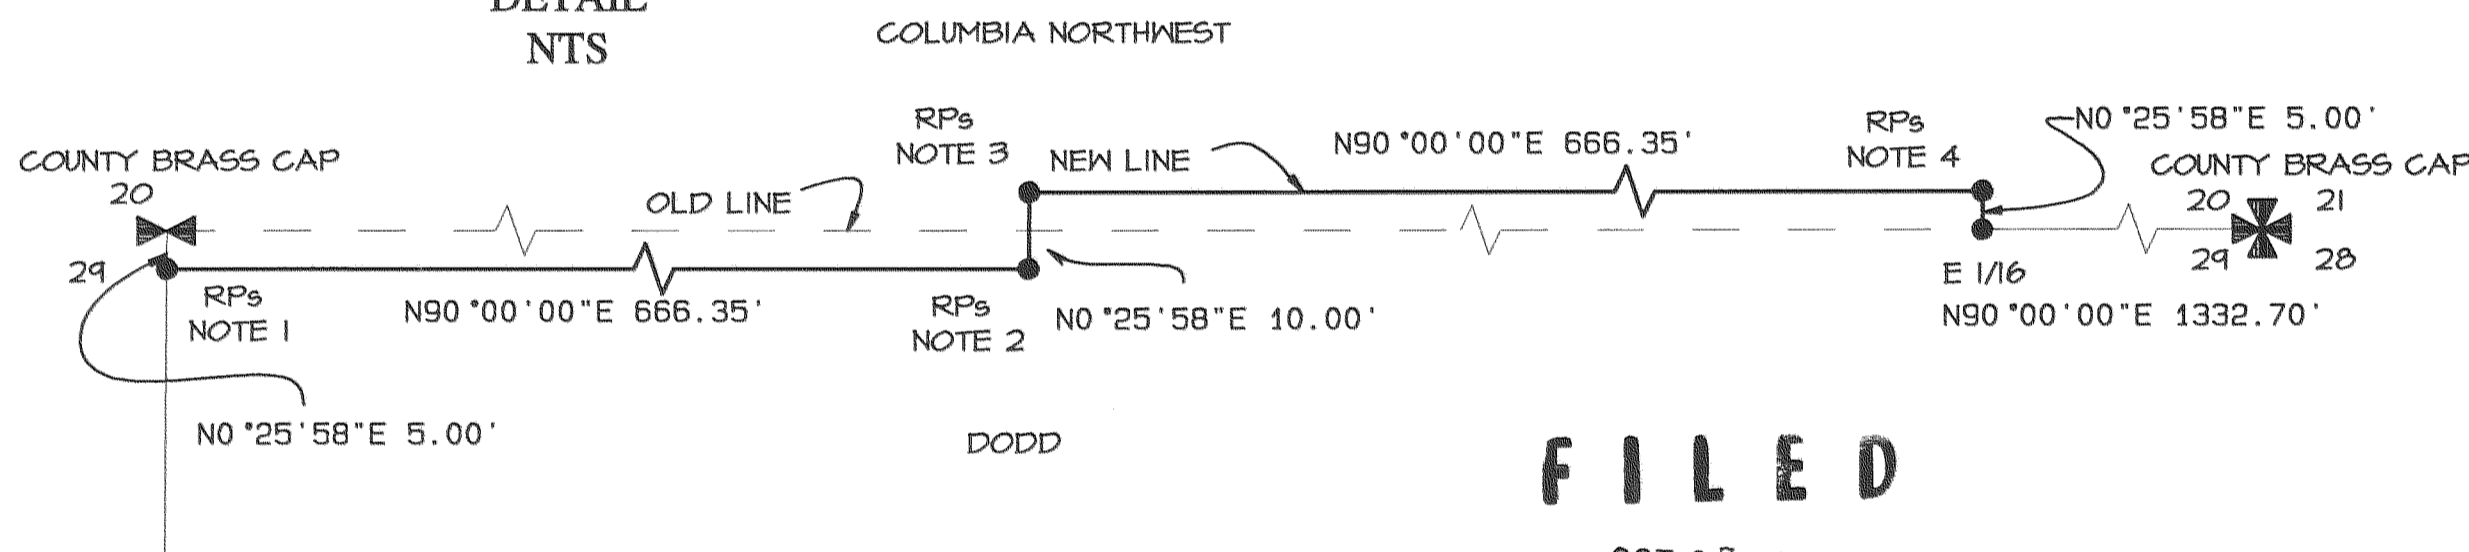 DETAIL
NTS
COLUMBIA NORTHWEST
COUNTY BRASS CAP
20
29
RPs
NOTE 1
N0°25'58"E 5.00'
OLD LINE
N90°00'00"E 666.35'
RPs
NOTE 3
RPs
NOTE 2
NEW LINE
N0°25'58"E 10.00'
N90°00'00"E 666.35'
RPs
NOTE 4
N0°25'58"E 5.00'
COUNTY BRASS CAP
20 21
29 28
E 1/16
N90°00'00"E 1332.70'
DODD
FILED